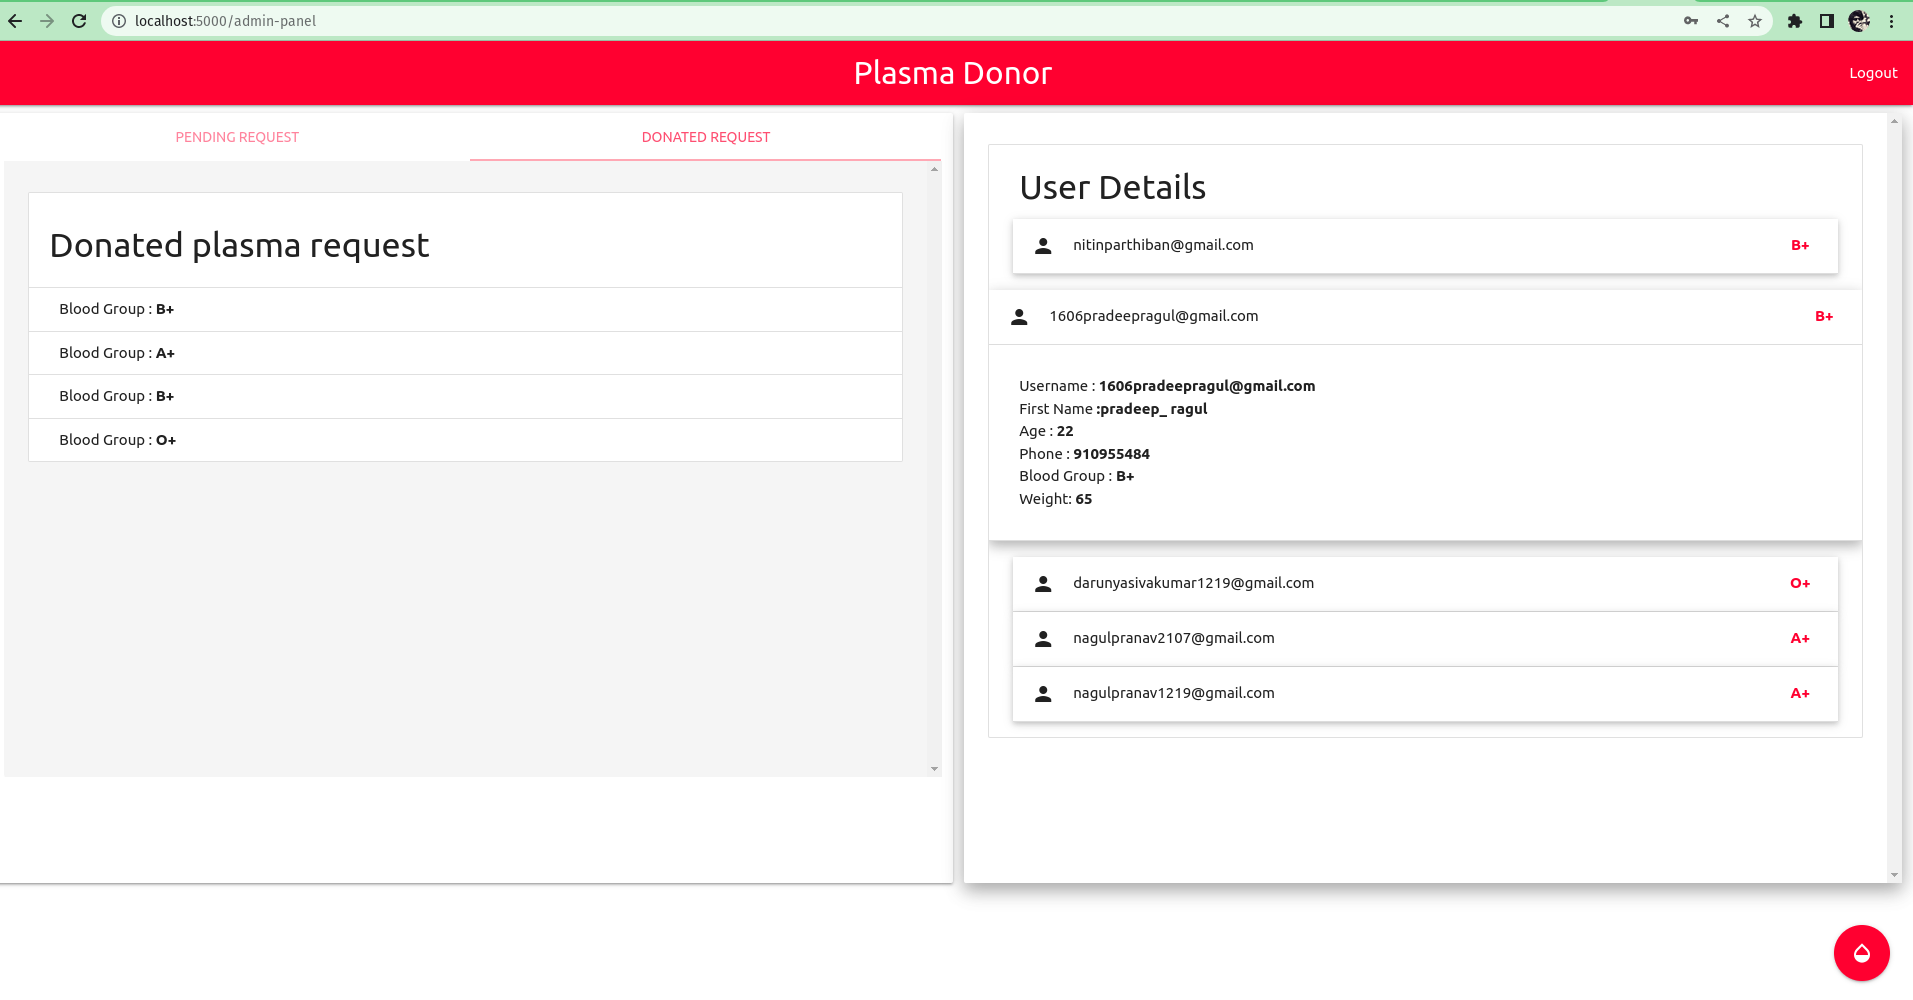 localhost:5000/admin-panel
Plasma Donor
Logout
PENDING REQUEST
DONATED REQUEST
Donated plasma request
Blood Group : B+
Blood Group : A+
Blood Group : B+
Blood Group : O+
User Details
nitinparthiban@gmail.com B+
1606pradeepragul@gmail.com B+
Username : 1606pradeepragul@gmail.com
First Name :pradeep_ ragul
Age : 22
Phone : 910955484
Blood Group : B+
Weight: 65
darunyasivakumar1219@gmail.com O+
nagulpranav2107@gmail.com A+
nagulpranav1219@gmail.com A+